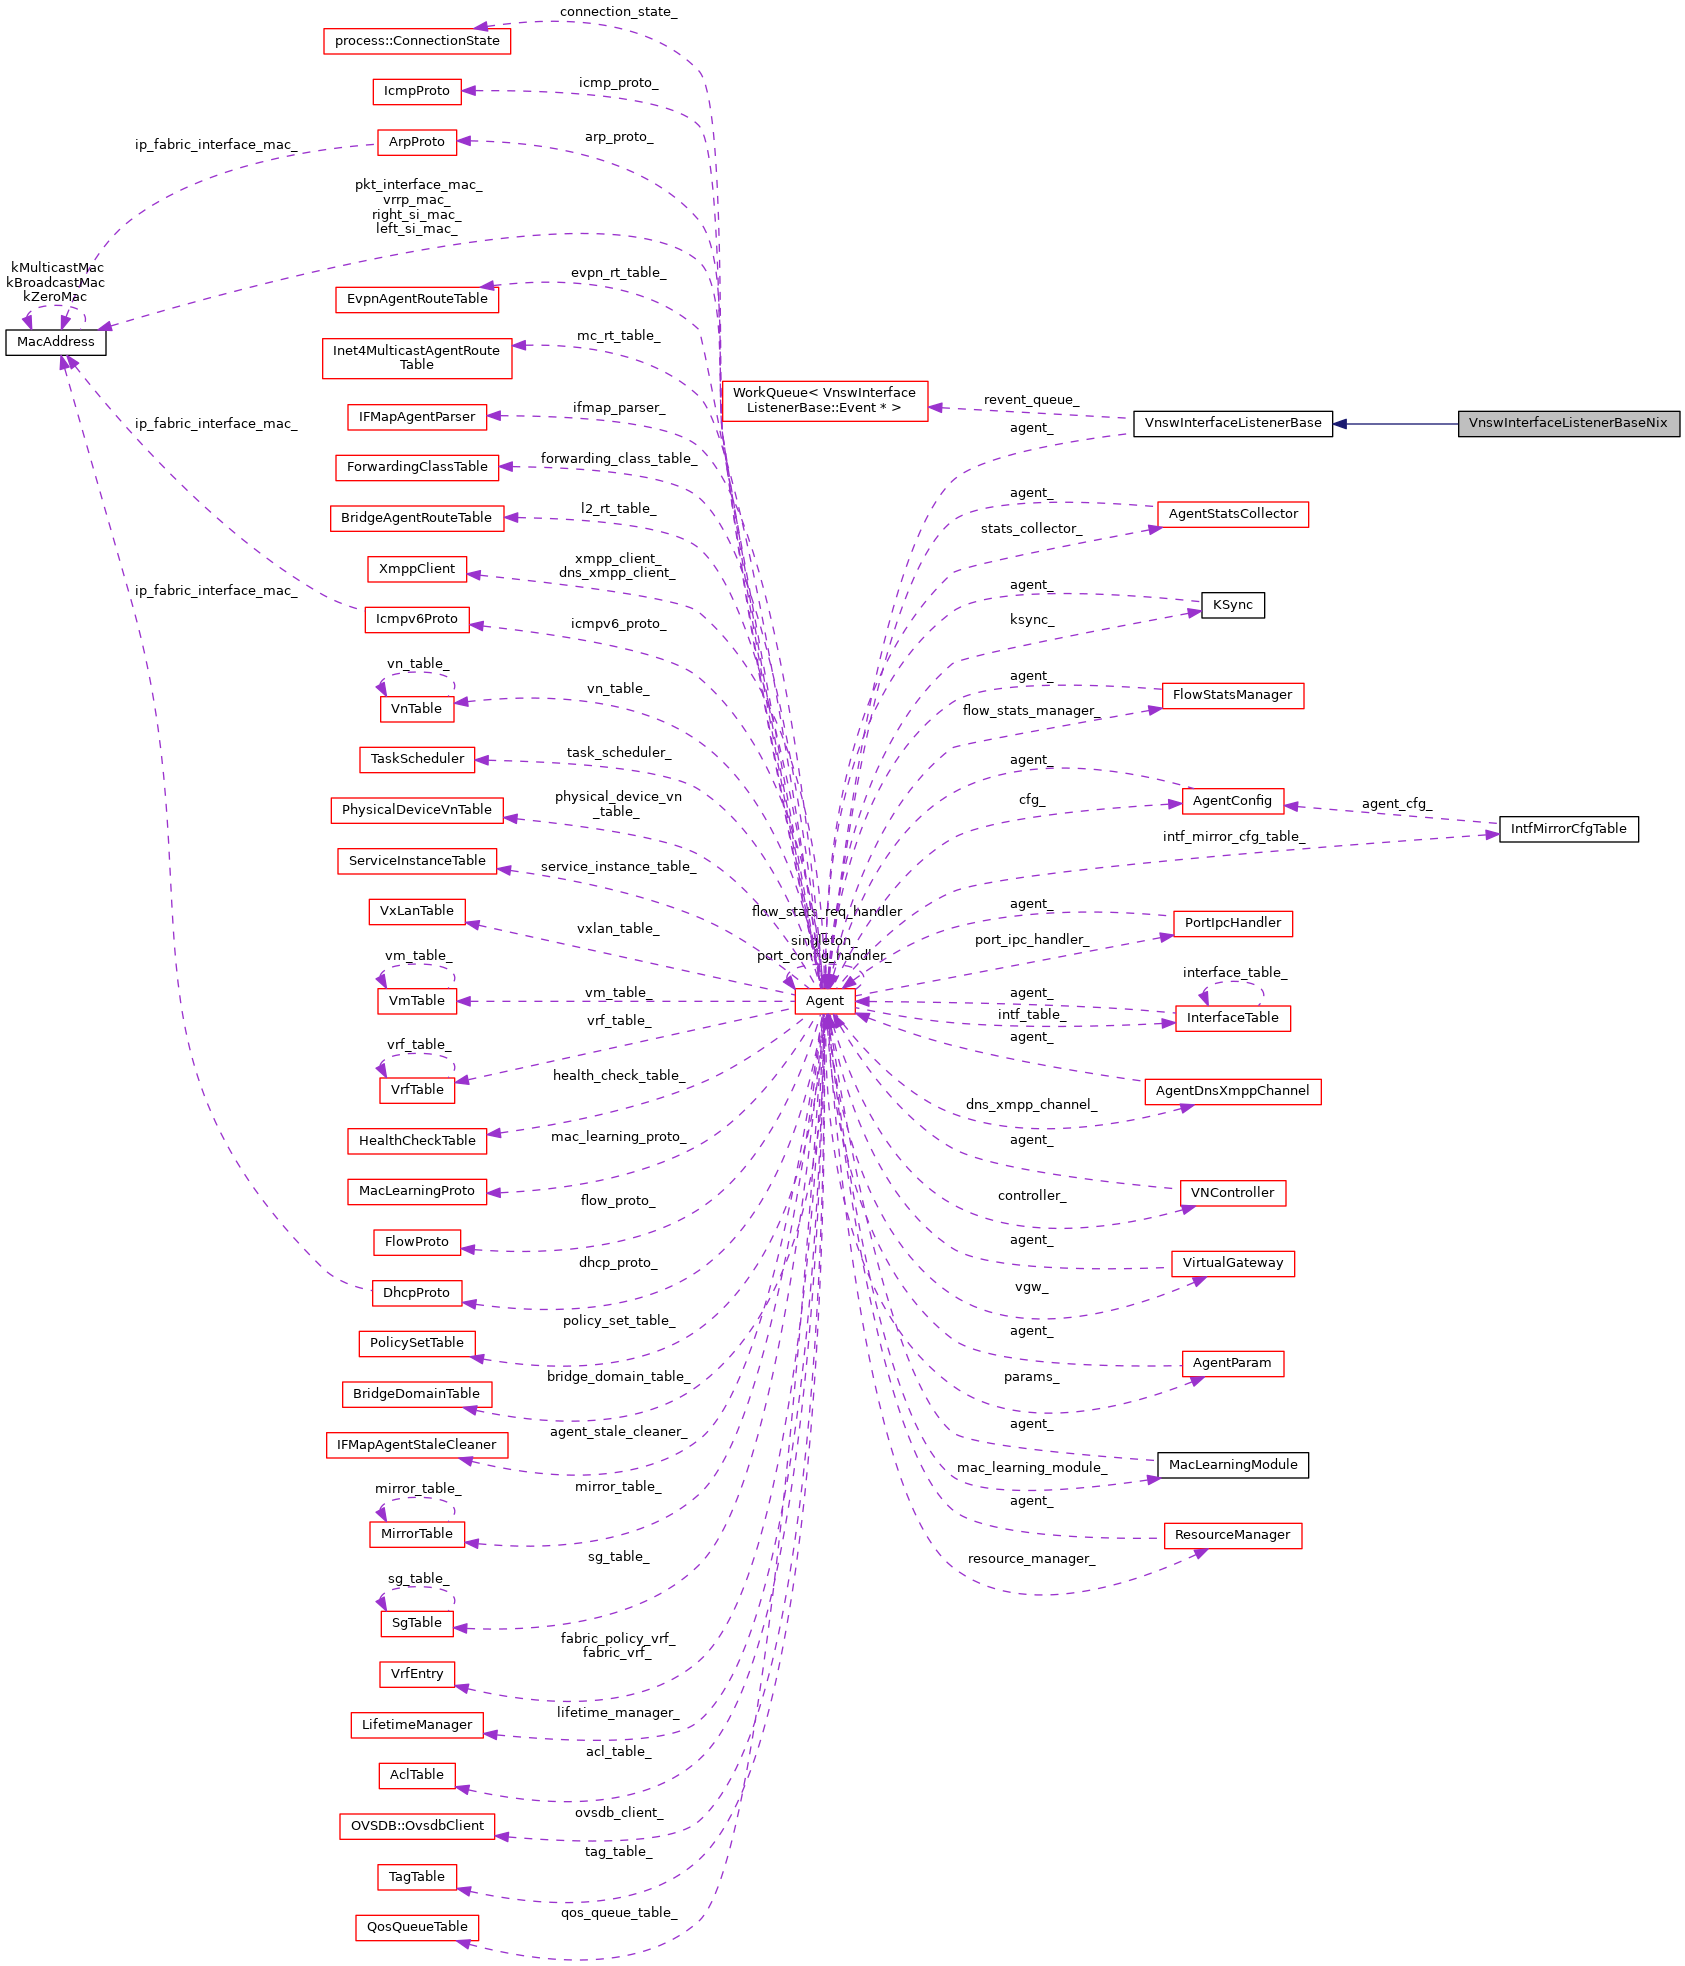 connection_state_
process::ConnectionState
icmp_proto_
IcmpProto
arp_proto_
ArpProto
ip_fabric_interface_mac_
pkt_interface_mac_
vrrp_mac_
right_si_mac_
left_si_mac_
kMulticastMac
kBroadcastMac
kZeroMac
MacAddress
evpn_rt_table_
EvpnAgentRouteTable
mc_rt_table_
Inet4MulticastAgentRoute
Table
WorkQueue< VnswInterface
ListenerBase::Event * >
revent_queue_
agent_
VnswInterfaceListenerBase
VnswInterfaceListenerBaseNix
ifmap_parser_
IFMapAgentParser
ip_fabric_interface_mac_
forwarding_class_table_
ForwardingClassTable
agent_
stats_collector_
AgentStatsCollector
l2_rt_table_
BridgeAgentRouteTable
xmpp_client_
dns_xmpp_client_
XmppClient
ip_fabric_interface_mac_
agent_
ksync_
KSync
icmpv6_proto_
Icmpv6Proto
vn_table_
vn_table_
VnTable
agent_
flow_stats_manager_
FlowStatsManager
task_scheduler_
TaskScheduler
agent_
cfg_
AgentConfig
agent_cfg_
IntfMirrorCfgTable
intf_mirror_cfg_table_
physical_device_vn
_table_
PhysicalDeviceVnTable
service_instance_table_
ServiceInstanceTable
vxlan_table_
VxLanTable
flow_stats_req_handler
_
singleton_
port_config_handler_
Agent
agent_
port_ipc_handler_
PortIpcHandler
vm_table_
vm_table_
VmTable
agent_
intf_table_
interface_table_
InterfaceTable
vrf_table_
vrf_table_
VrfTable
agent_
AgentDnsXmppChannel
dns_xmpp_channel_
health_check_table_
HealthCheckTable
mac_learning_proto_
MacLearningProto
agent_
controller_
VNController
flow_proto_
FlowProto
agent_
vgw_
VirtualGateway
dhcp_proto_
DhcpProto
policy_set_table_
PolicySetTable
agent_
params_
AgentParam
bridge_domain_table_
BridgeDomainTable
agent_stale_cleaner_
IFMapAgentStaleCleaner
agent_
mac_learning_module_
MacLearningModule
mirror_table_
mirror_table_
MirrorTable
agent_
resource_manager_
ResourceManager
sg_table_
sg_table_
SgTable
fabric_policy_vrf_
fabric_vrf_
VrfEntry
lifetime_manager_
LifetimeManager
acl_table_
AclTable
ovsdb_client_
OVSDB::OvsdbClient
tag_table_
TagTable
qos_queue_table_
QosQueueTable